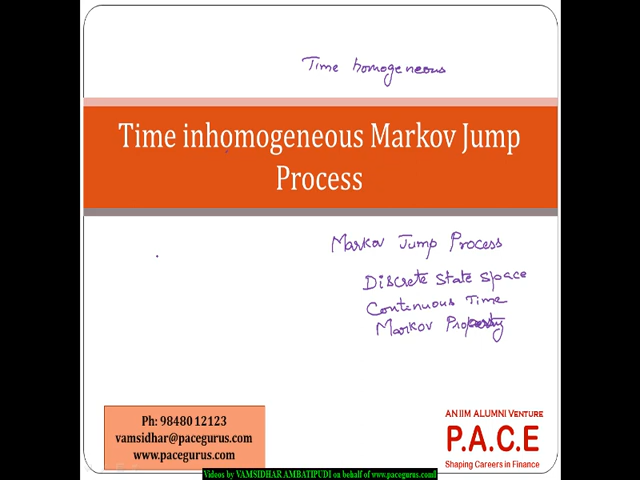 Time homogeneous
Time inhomogeneous Markov Jump
Process
Markov Jump Process
Discrete State Space
Contenuous Time
Markov Property
Ph: 98480 12123
vamsidhar@pacegurus.com
www.pacegurus.com
AN IIM ALUMNI VENTURE
P.A.C.E
Shaping Careers in Finance
Videos by VAMSIDHAR AMBATIPUDI on behalf of www.pacegurus.com